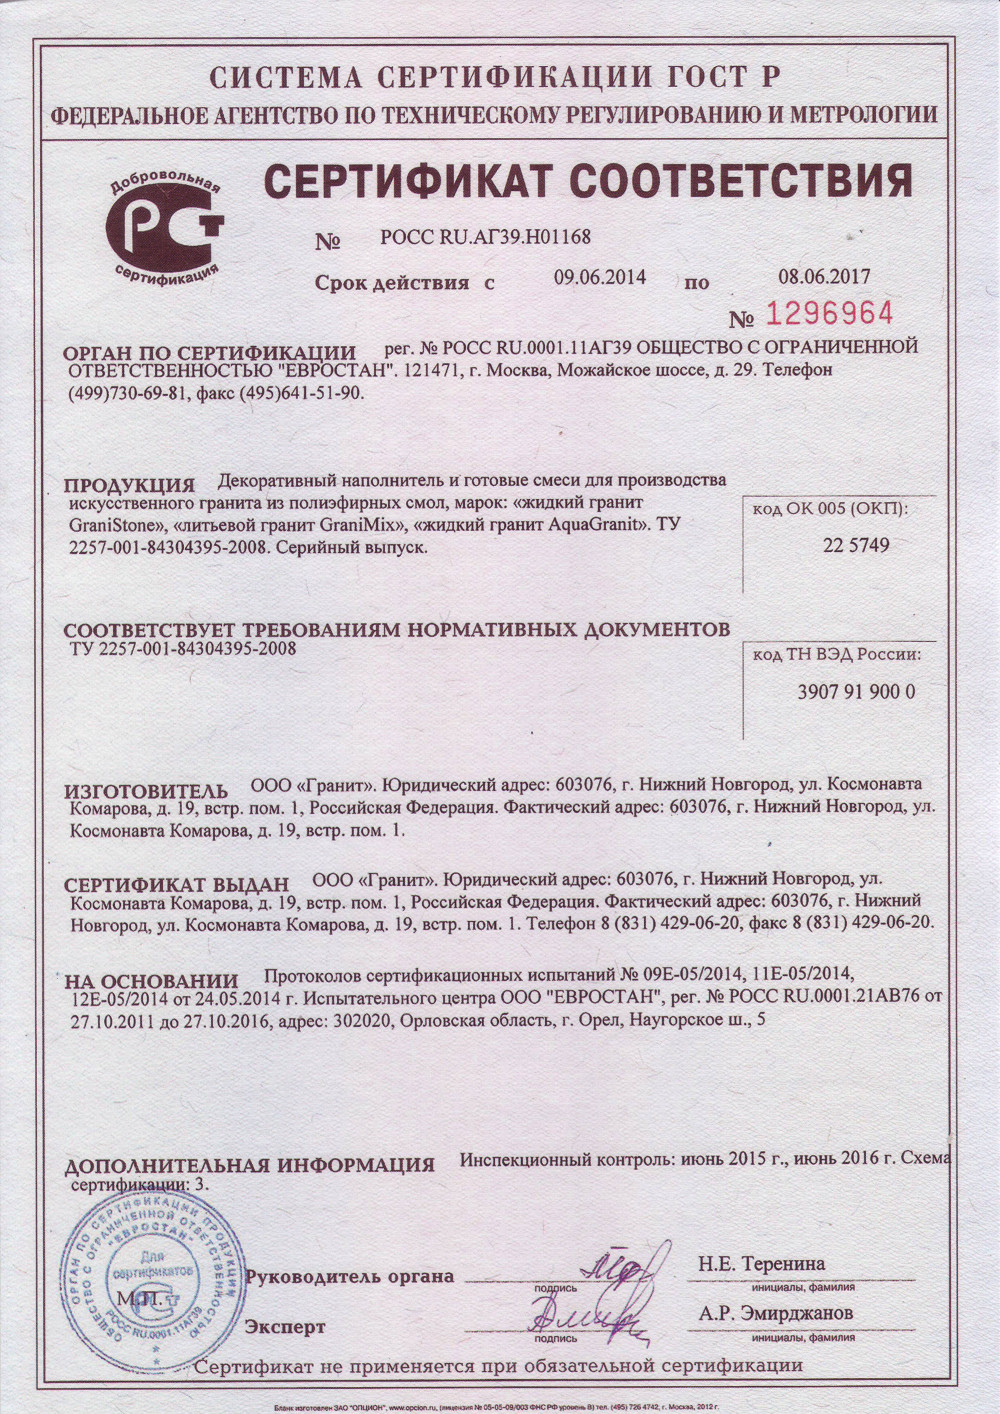 СИСТЕМА СЕРТИФИКАЦИИ ГОСТ Р
ФЕДЕРАЛЬНОЕ АГЕНТСТВО ПО ТЕХНИЧЕСКОМУ РЕГУЛИРОВАНИЮ И МЕТРОЛОГИИ
Добровольная
РСТ
сертификация
СЕРТИФИКАТ СООТВЕТСТВИЯ
№ РОСС RU.АГ39.Н01168
Срок действия с 09.06.2014 по 08.06.2017
№ 1296964
ОРГАН ПО СЕРТИФИКАЦИИ рег. № РОСС RU.0001.11АГ39 ОБЩЕСТВО С ОГРАНИЧЕННОЙ
ОТВЕТСТВЕННОСТЬЮ "ЕВРОСТАН". 121471, г. Москва, Можайское шоссе, д. 29. Телефон
(499)730-69-81, факс (495)641-51-90.
ПРОДУКЦИЯ Декоративный наполнитель и готовые смеси для производства
искусственного гранита из полиэфирных смол, марок: «жидкий гранит
GraniStone», «литьевой гранит GraniMix», «жидкий гранит AquaGranit». ТУ
2257-001-84304395-2008. Серийный выпуск.
код ОК 005 (ОКП):
22 5749
СООТВЕТСТВУЕТ ТРЕБОВАНИЯМ НОРМАТИВНЫХ ДОКУМЕНТОВ
ТУ 2257-001-84304395-2008
код ТН ВЭД России:
3907 91 900 0
ИЗГОТОВИТЕЛЬ ООО «Гранит». Юридический адрес: 603076, г. Нижний Новгород, ул. Космонавта
Комарова, д. 19, встр. пом. 1, Российская Федерация. Фактический адрес: 603076, г. Нижний Новгород, ул.
Космонавта Комарова, д. 19, встр. пом. 1.
СЕРТИФИКАТ ВЫДАН ООО «Гранит». Юридический адрес: 603076, г. Нижний Новгород, ул.
Космонавта Комарова, д. 19, встр. пом. 1, Российская Федерация. Фактический адрес: 603076, г. Нижний
Новгород, ул. Космонавта Комарова, д. 19, встр. пом. 1. Телефон 8 (831) 429-06-20, факс 8 (831) 429-06-20.
НА ОСНОВАНИИ Протоколов сертификационных испытаний № 09Е-05/2014, 11Е-05/2014,
12Е-05/2014 от 24.05.2014 г. Испытательного центра ООО "ЕВРОСТАН", рег. № РОСС RU.0001.21АВ76 от
27.10.2011 до 27.10.2016, адрес: 302020, Орловская область, г. Орел, Наугорское ш., 5
ДОПОЛНИТЕЛЬНАЯ ИНФОРМАЦИЯ Инспекционный контроль: июнь 2015 г., июнь 2016 г. Схема
сертификации: 3.
ОРГАН ПО СЕРТИФИКАЦИИ ПРОДУКЦИИ
ОБЩЕСТВО С ОГРАНИЧЕННОЙ ОТВЕТСТВЕННОСТЬЮ
"ЕВРОСТАН"
Для
сертификатов
М.П.
РОСС RU.0001.11АГ39
Руководитель органа
подпись
Н.Е. Теренина
инициалы, фамилия
Эксперт
подпись
А.Р. Эмирджанов
инициалы, фамилия
Сертификат не применяется при обязательной сертификации
Бланк изготовлен ЗАО "ОПЦИОН", www.opcion.ru, (лицензия № 05-05-09/003 ФНС РФ уровень В) тел. (495) 726 4742, г. Москва, 2012 г.